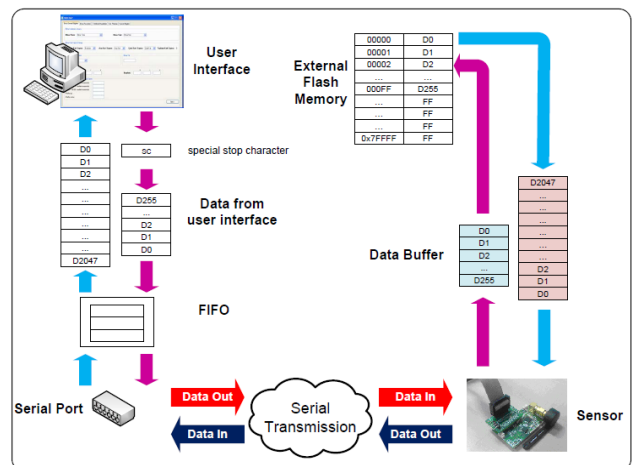 User
Interface
SC
special stop character
D0
D1
D2
...
...
...
...
...
D2047
D255
...
D2
D1
D0
Data from
user interface
FIFO
Serial Port
Data Out
Data In
Serial
Transmission
Data In
Data Out
Sensor
External
Flash
Memory
00000 D0
00001 D1
00002 D2
... ...
000FF D255
... FF
... FF
... FF
0x7FFFF FF
Data Buffer
D0
D1
D2
...
D255
D2047
...
...
...
...
...
...
D2
D1
D0